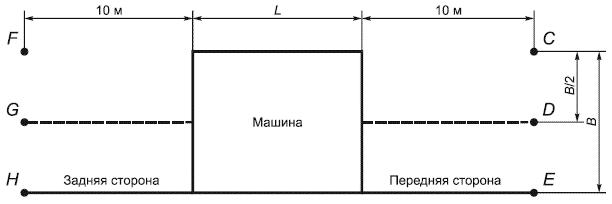 10 м L 10 м
F C
B/2
B
G Машина D
H Задняя сторона Передняя сторона E